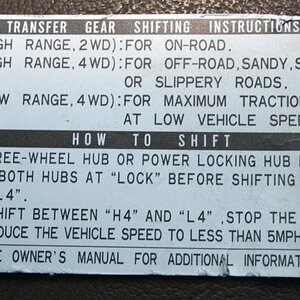 TRANSFER GEAR SHIFTING INSTRUCTIONS
GH RANGE, 2WD):FOR ON-ROAD.
GH RANGE, 4WD):FOR OFF-ROAD,SANDY,S
OR SLIPPERY ROADS.
W RANGE, 4WD):FOR MAXIMUM TRACTIO
AT LOW VEHICLE SPEE
HOW TO SHIFT
REE-WHEEL HUB OR POWER LOCKING HUB
BOTH HUBS AT "LOCK" BEFORE SHIFTING
L4".
HIFT BETWEEN "H4" AND "L4" ,STOP THE
DUCE THE VEHICLE SPEED TO LESS THAN 5MPH
E OWNER'S MANUAL FOR ADDITIONAL INFORMAT